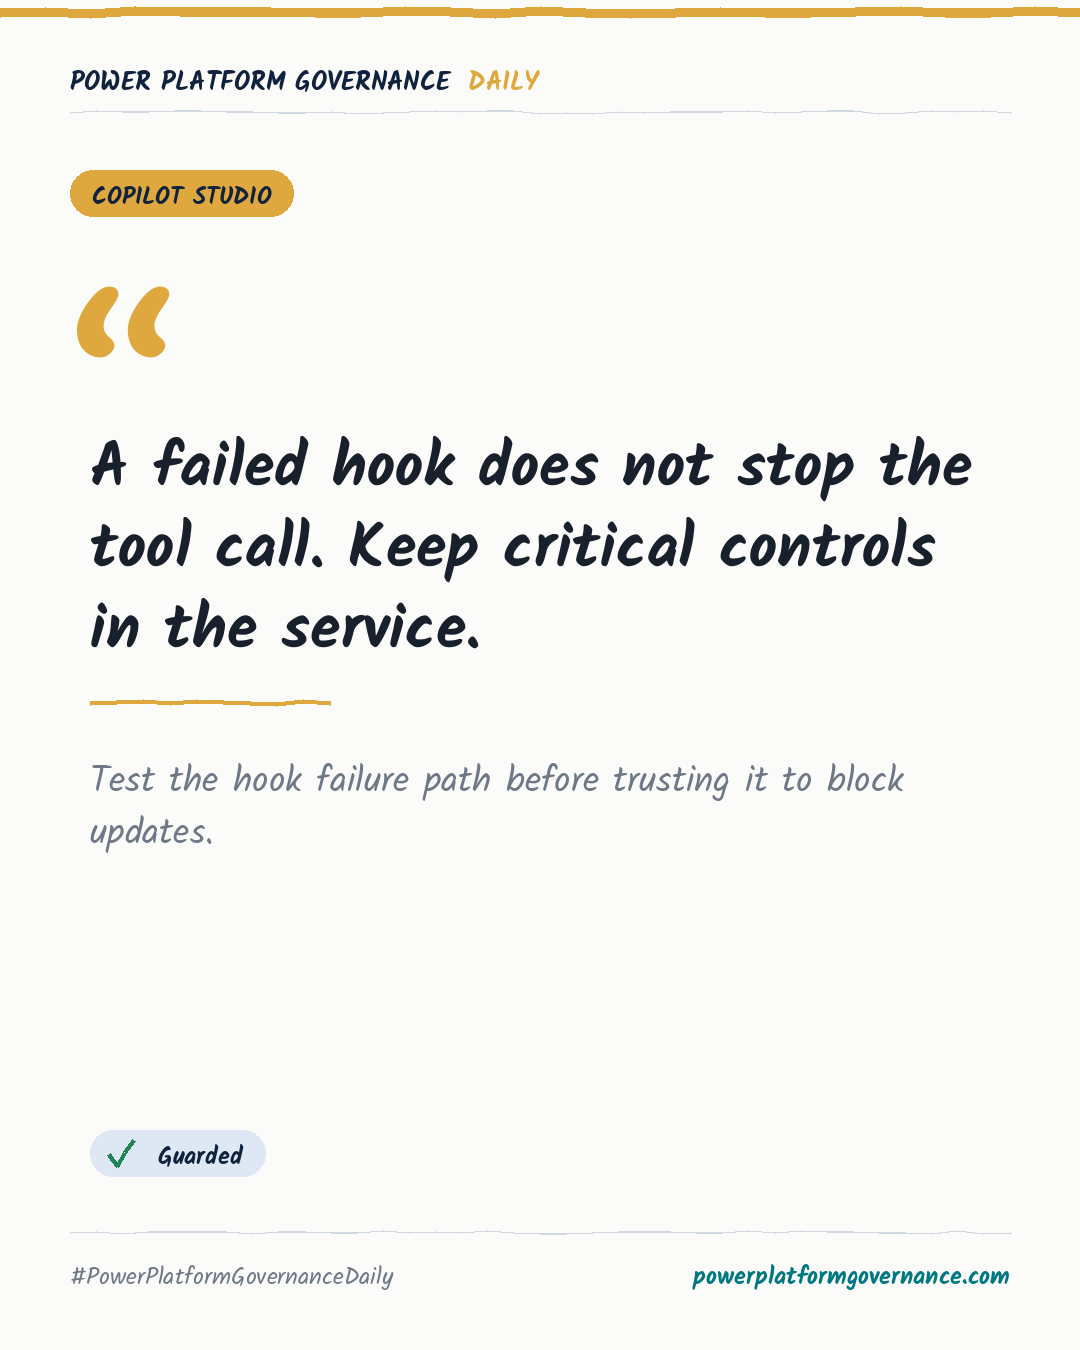 POWER PLATFORM GOVERNANCE DAILY
COPILOT STUDIO
“
A failed hook does not stop the
tool call. Keep critical controls
in the service.
Test the hook failure path before trusting it to block
updates.
✓ Guarded
#PowerPlatformGovernanceDaily
powerplatformgovernance.com